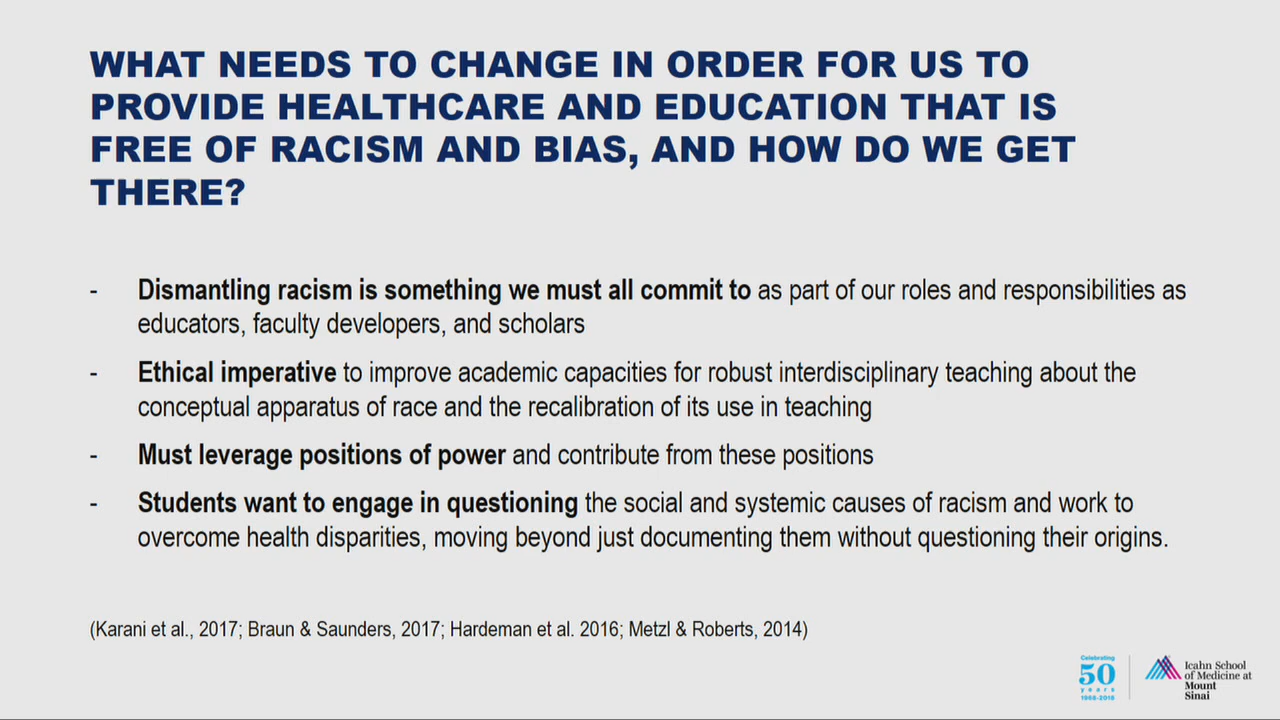 WHAT NEEDS TO CHANGE IN ORDER FOR US TO
PROVIDE HEALTHCARE AND EDUCATION THAT IS
FREE OF RACISM AND BIAS, AND HOW DO WE GET
THERE?
- Dismantling racism is something we must all commit to as part of our roles and responsibilities as
educators, faculty developers, and scholars
- Ethical imperative to improve academic capacities for robust interdisciplinary teaching about the
conceptual apparatus of race and the recalibration of its use in teaching
- Must leverage positions of power and contribute from these positions
- Students want to engage in questioning the social and systemic causes of racism and work to
overcome health disparities, moving beyond just documenting them without questioning their origins.
(Karani et al., 2017; Braun & Saunders, 2017; Hardeman et al. 2016; Metzl & Roberts, 2014)
Celebrating
50
years
1968-2018
Icahn School
of Medicine at
Mount
Sinai